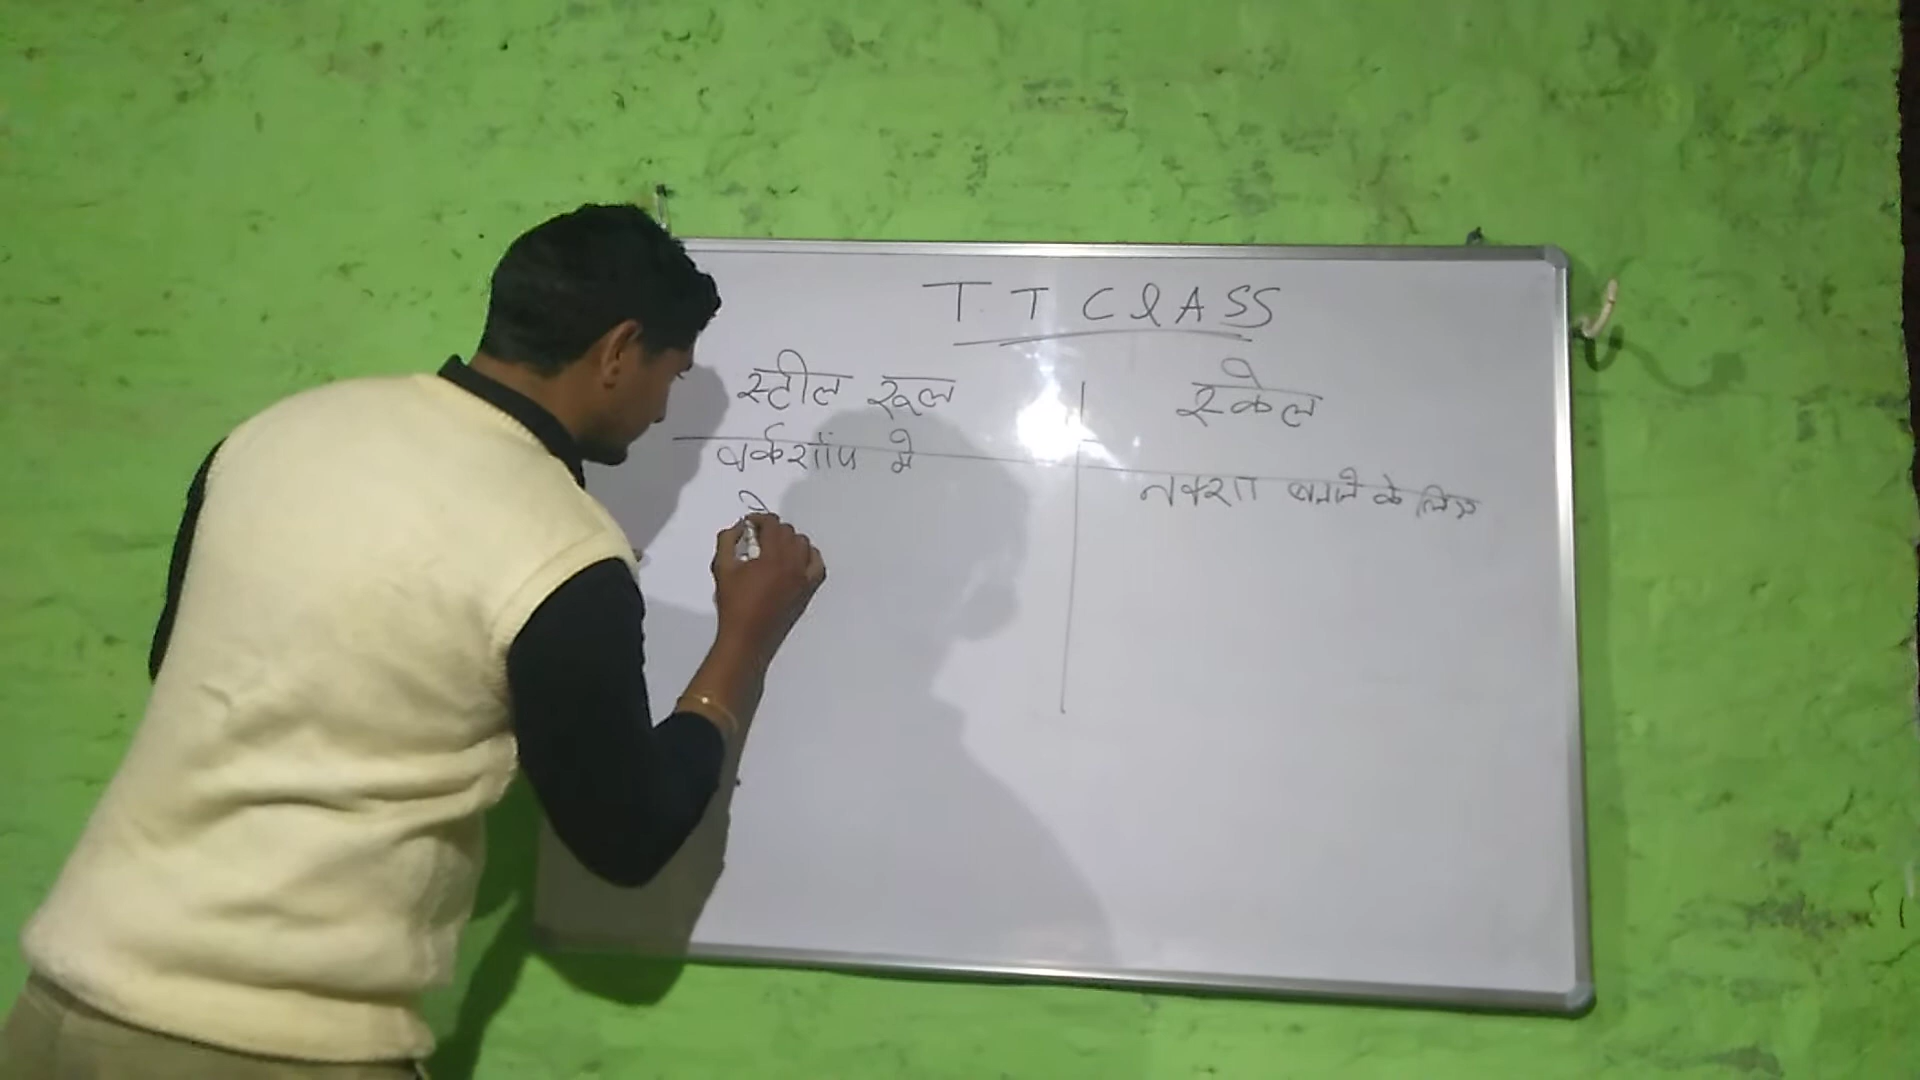 T T ClASS
स्टील रूल
स्केल
वर्कशॉप मे
नक्शा बनाने के लिए